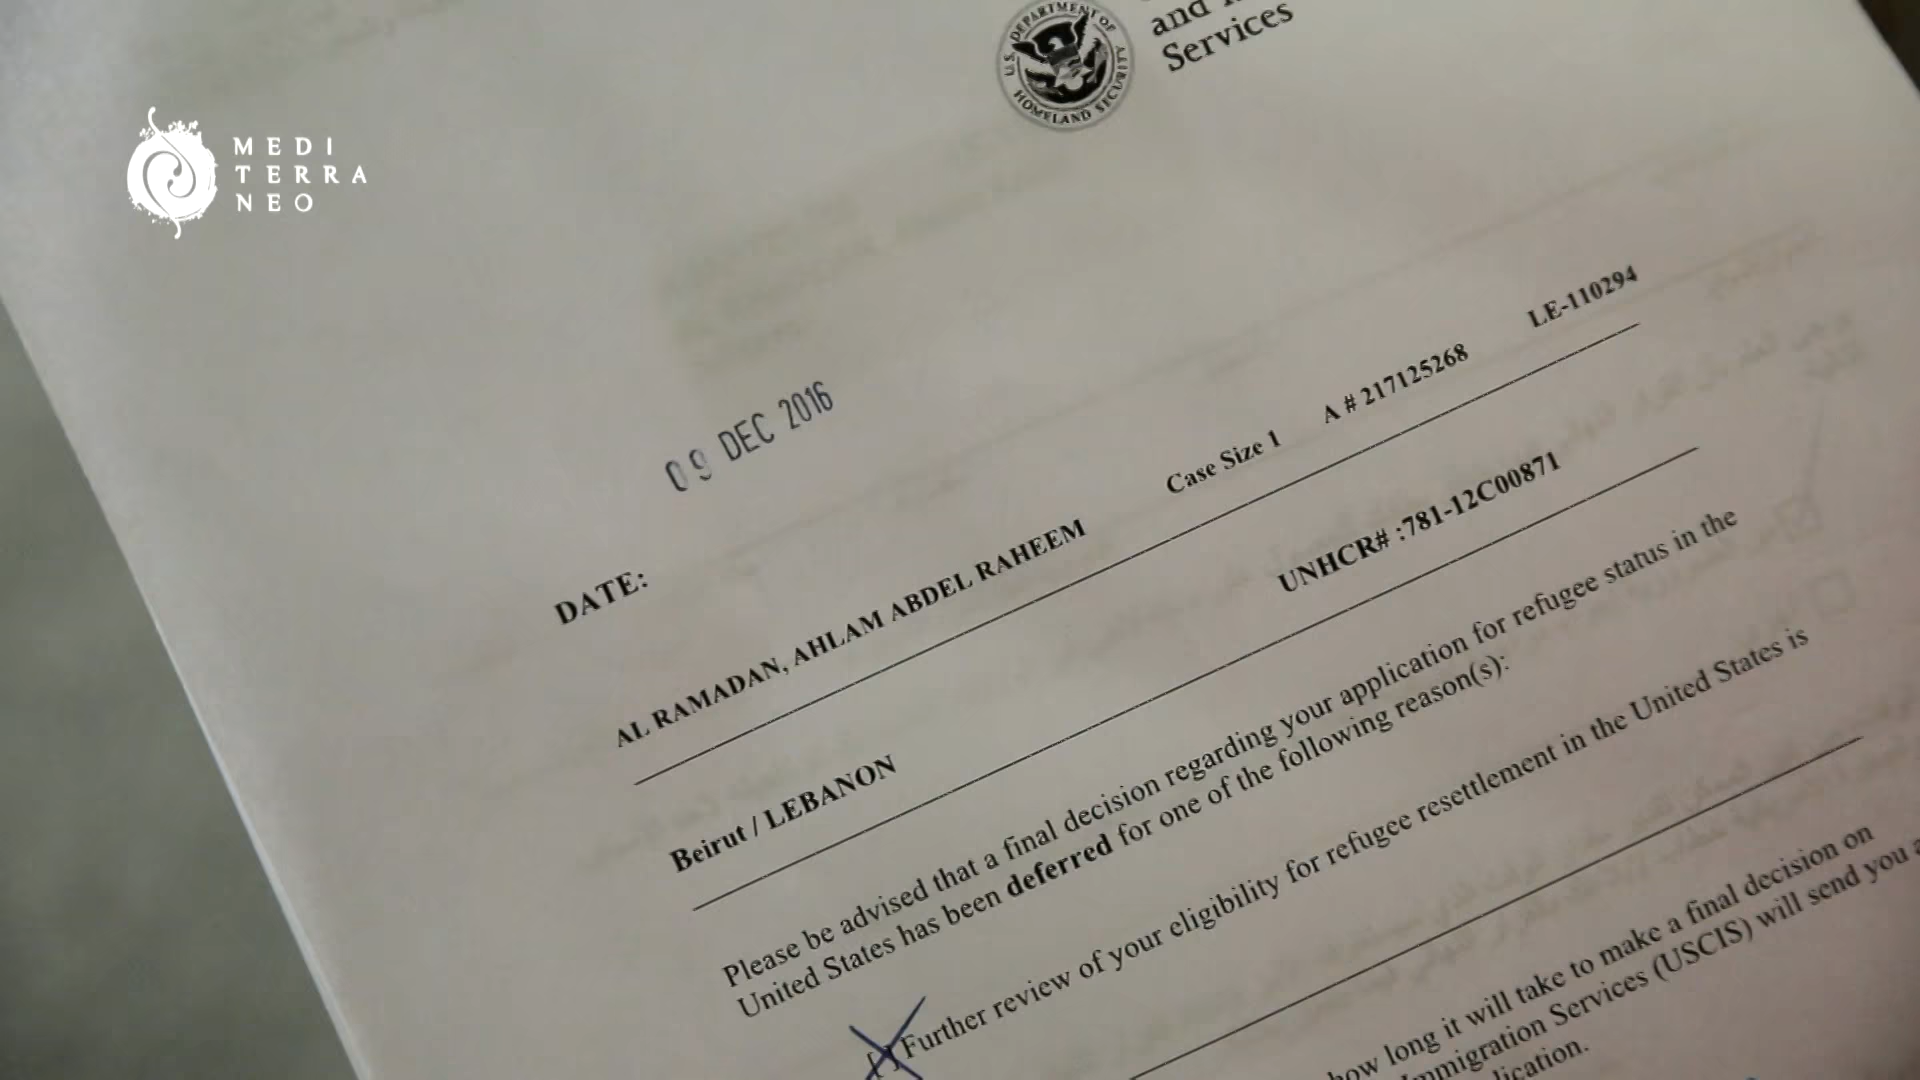 MEDI
TERRA
NEO
U.S. DEPARTMENT OF
HOMELAND SECURITY
and
Services
09 DEC 2016
DATE:
AL RAMADAN, AHLAM ABDEL RAHEEM Case Size 1 A # 217125268 LE-110294
Beirut / LEBANON UNHCR# :781-12C00871
Please be advised that a final decision regarding your application for refugee status in the
United States has been deferred for one of the following reason(s):
[ ] Further review of your eligibility for refugee resettlement in the United States is
how long it will take to make a final decision on
Immigration Services (USCIS) will send you a